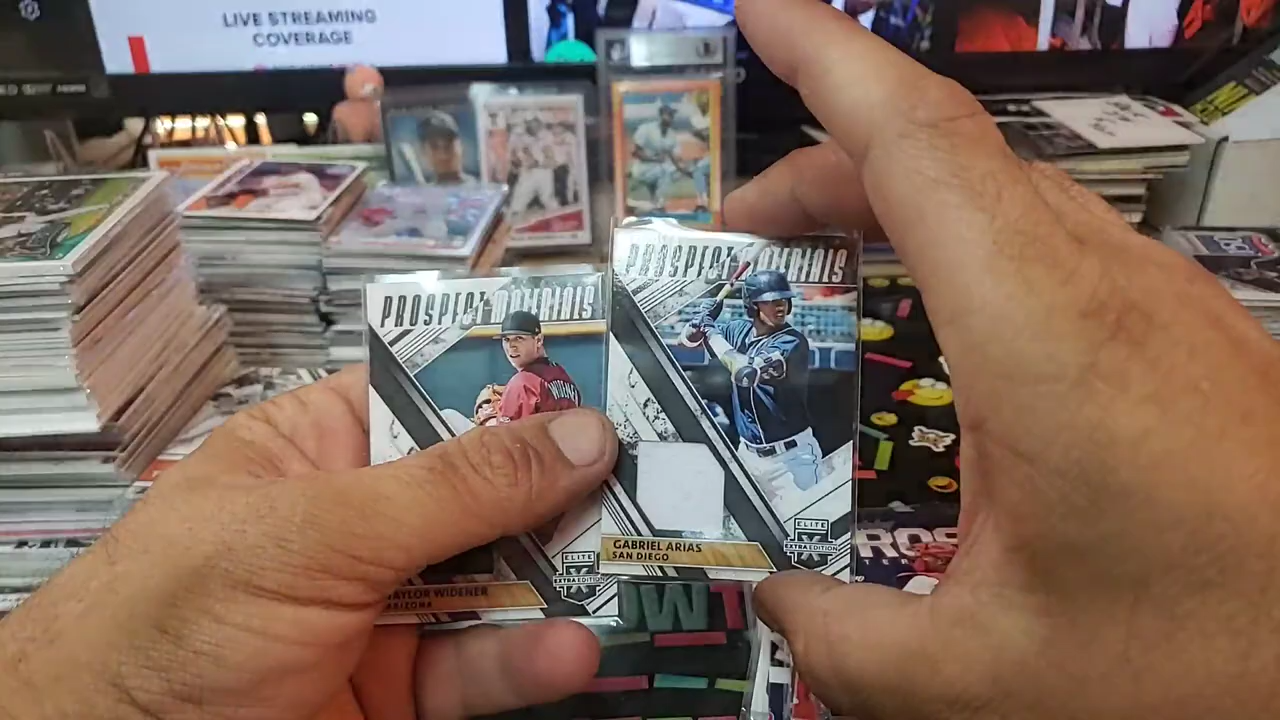 LIVE STREAMING
COVERAGE
PROSPECT MATERIALS
WIDENER
TAYLOR WIDENER
ARIZONA
ELITE
EXTRA EDITION
PROSPECT MATERIALS
GABRIEL ARIAS
SAN DIEGO
ELITE
X
EXTRA EDITION